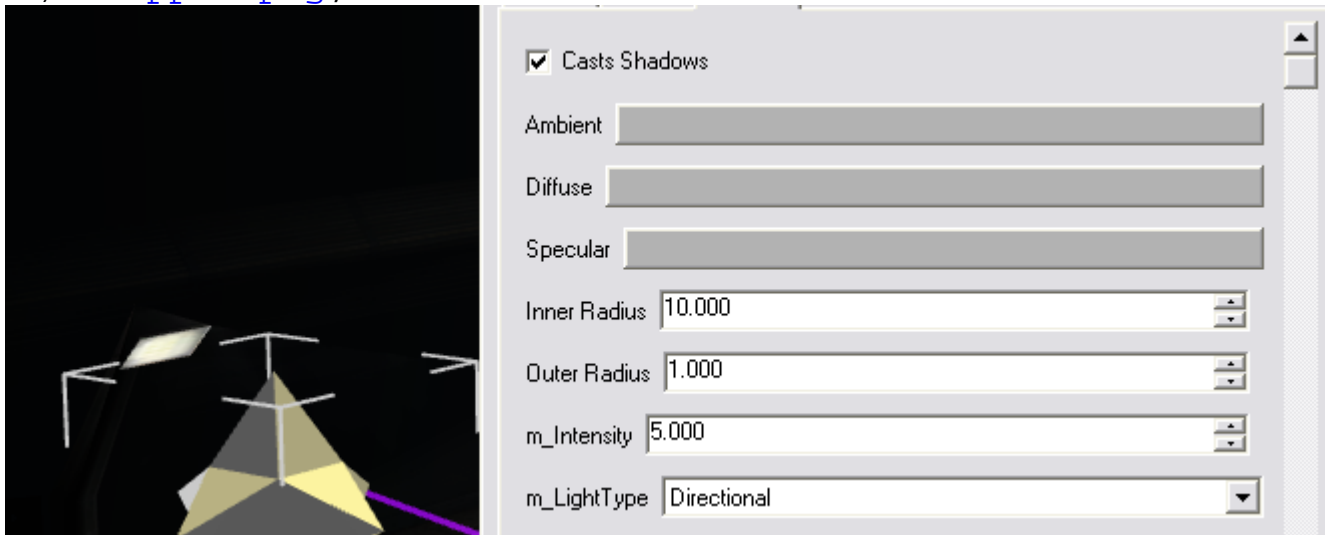 Casts Shadows
Ambient
Diffuse
Specular
Inner Radius 10.000
Outer Radius 1.000
m_Intensity 5.000
m_LightType Directional